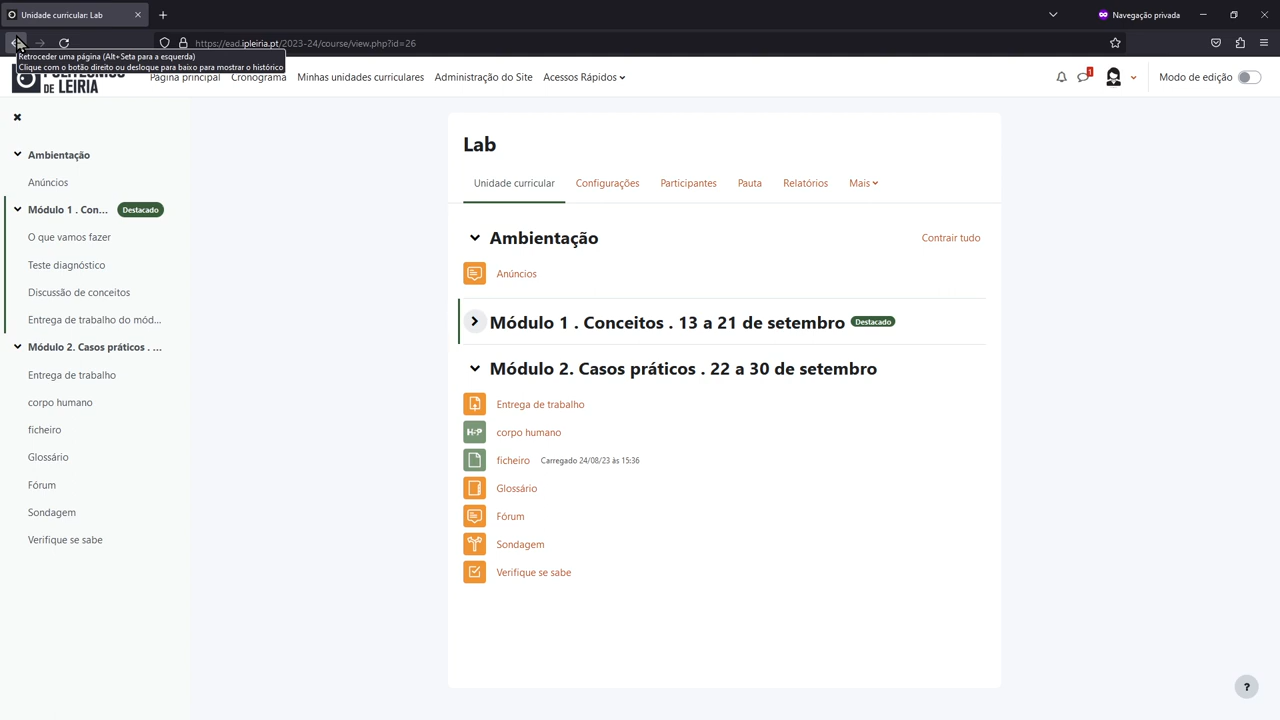 Unidade curricular: Lab
Navegação privada
https://ead.ipleiria.pt/2023-24/course/view.php?id=26
Retroceder uma página (Alt+Seta para a esquerda)
Clique com o botão direito ou desloque para baixo para mostrar o histórico
POLITÉCNICO
DE LEIRIA
Página principal
Cronograma
Minhas unidades curriculares
Administração do Site
Acessos Rápidos
1
Modo de edição
Ambientação
Anúncios
Módulo 1 . Con...
Destacado
O que vamos fazer
Teste diagnóstico
Discussão de conceitos
Entrega de trabalho do mód...
Módulo 2. Casos práticos . ...
Entrega de trabalho
corpo humano
ficheiro
Glossário
Fórum
Sondagem
Verifique se sabe
Lab
Unidade curricular
Configurações
Participantes
Pauta
Relatórios
Mais
Ambientação
Contrair tudo
Anúncios
Módulo 1 . Conceitos . 13 a 21 de setembro
Destacado
Módulo 2. Casos práticos . 22 a 30 de setembro
Entrega de trabalho
H-P corpo humano
ficheiro Carregado 24/08/23 às 15:36
Glossário
Fórum
Sondagem
Verifique se sabe
?